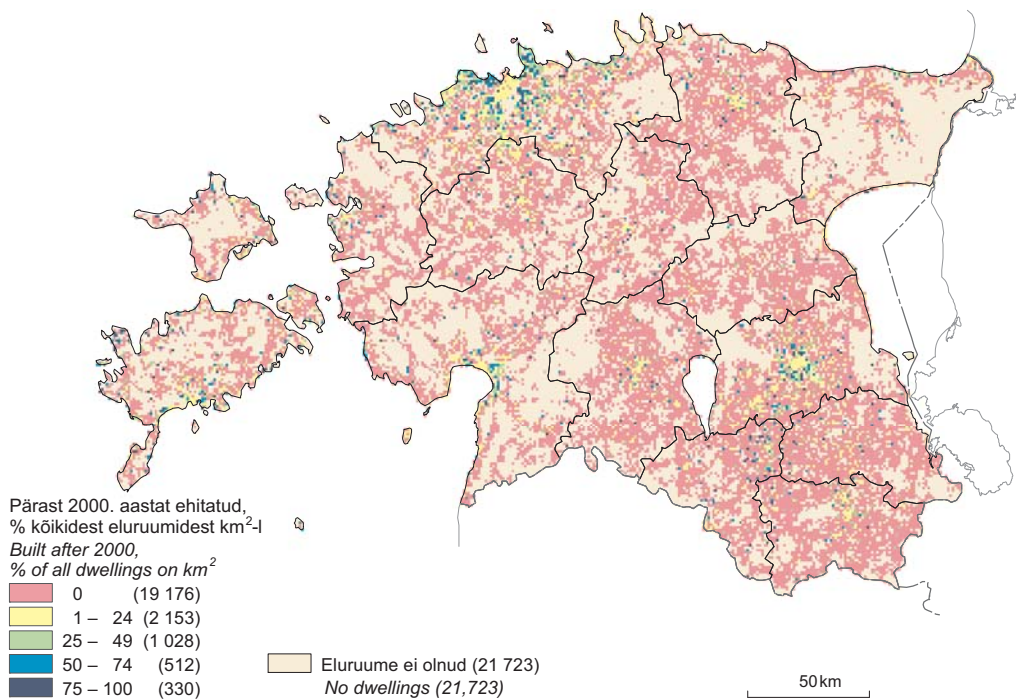 Pärast 2000. aastat ehitatud,
% kõikidest eluruumidest km²-l
Built after 2000,
% of all dwellings on km²
0 (19 176)
1 – 24 (2 153)
25 – 49 (1 028)
50 – 74 (512)
75 – 100 (330)
Eluruume ei olnud (21 723)
No dwellings (21,723)
50 km